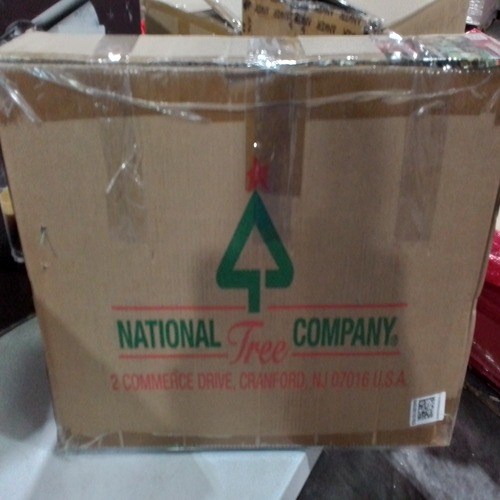 NATIONAL Tree COMPANY®
2 COMMERCE DRIVE, CRANFORD, NJ 07016 U.S.A.